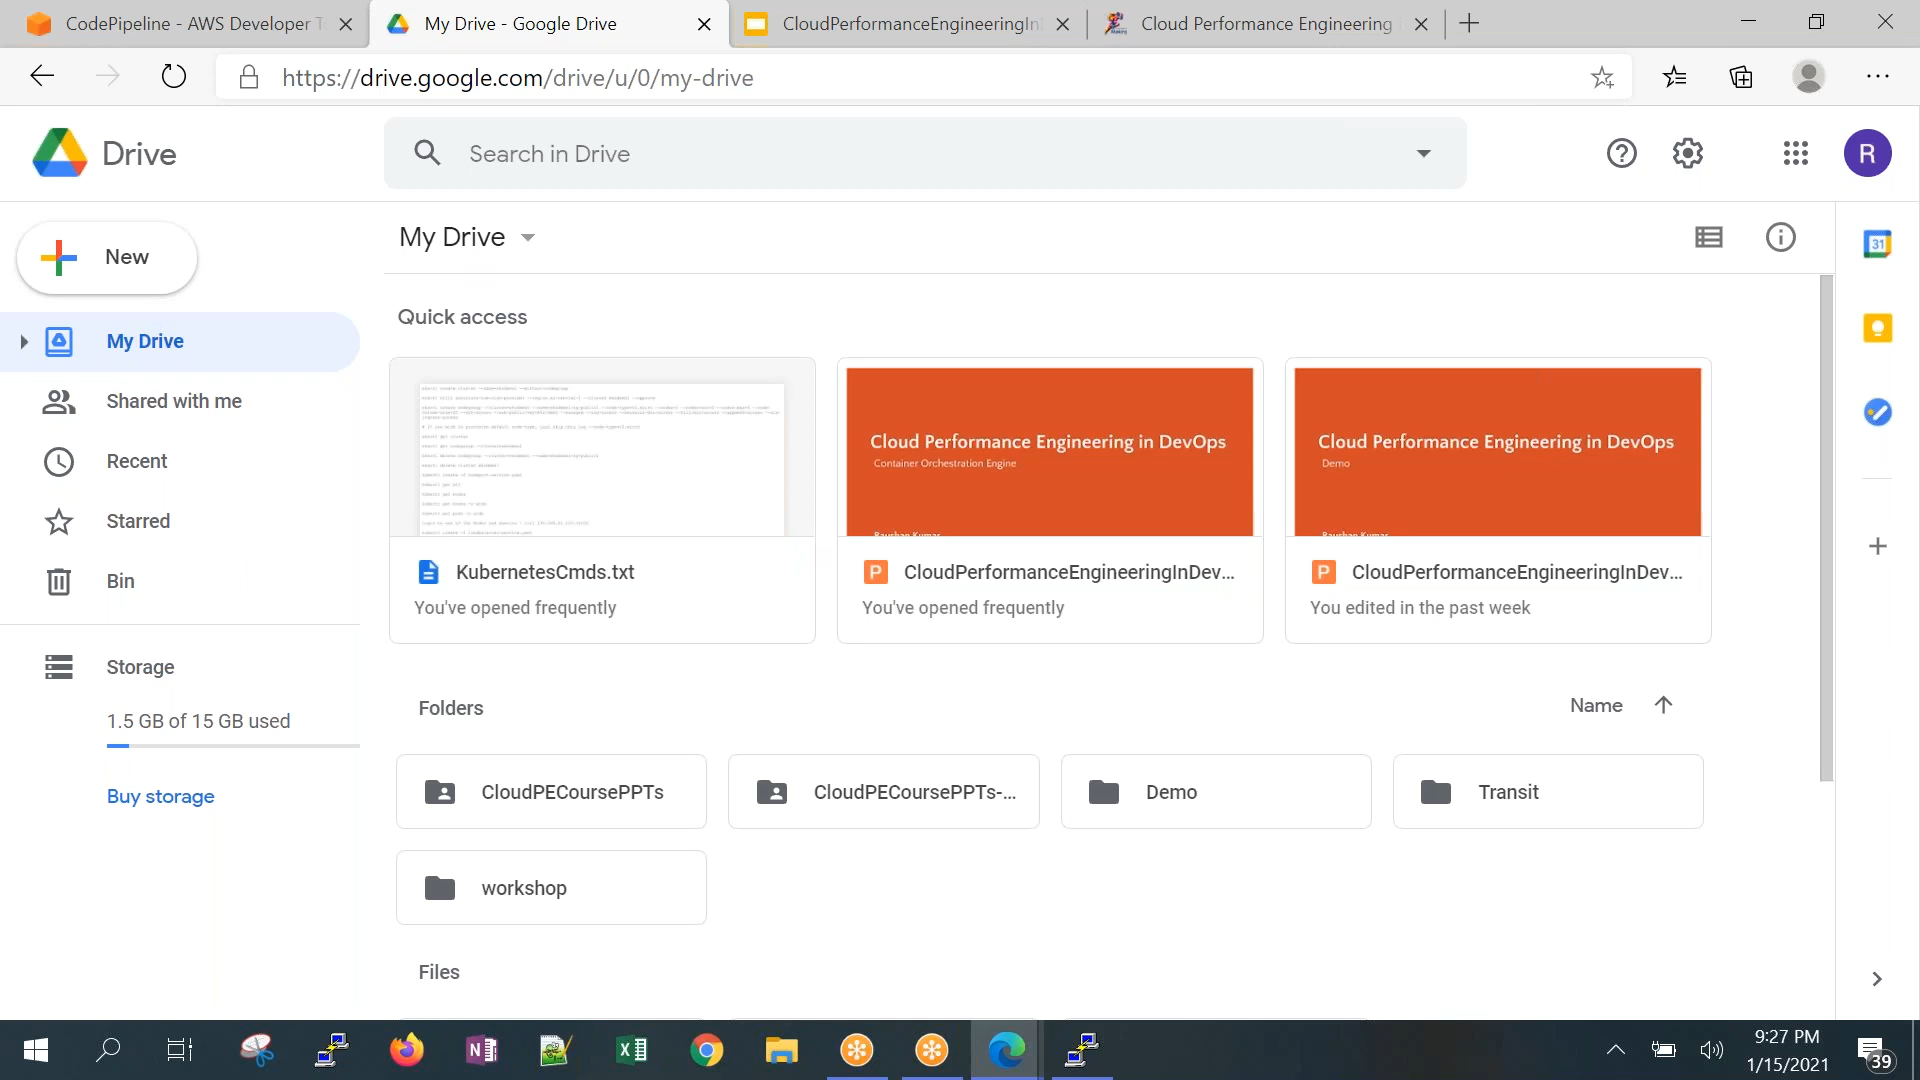 CodePipeline - AWS Developer T
My Drive - Google Drive
CloudPerformanceEngineeringIn
Cloud Performance Engineering
https://drive.google.com/drive/u/0/my-drive
Drive
Search in Drive
R
New
My Drive
Shared with me
Recent
Starred
Bin
Storage
1.5 GB of 15 GB used
Buy storage
My Drive
31
Quick access
Cloud Performance Engineering in DevOps
Container Orchestration Engine
Cloud Performance Engineering in DevOps
Demo
KubernetesCmds.txt
You've opened frequently
P
CloudPerformanceEngineeringInDev...
You've opened frequently
P
CloudPerformanceEngineeringInDev...
You edited in the past week
Folders
Name
CloudPECoursePPTs
CloudPECoursePPTs-...
Demo
Transit
workshop
Files
9:27 PM
1/15/2021
39